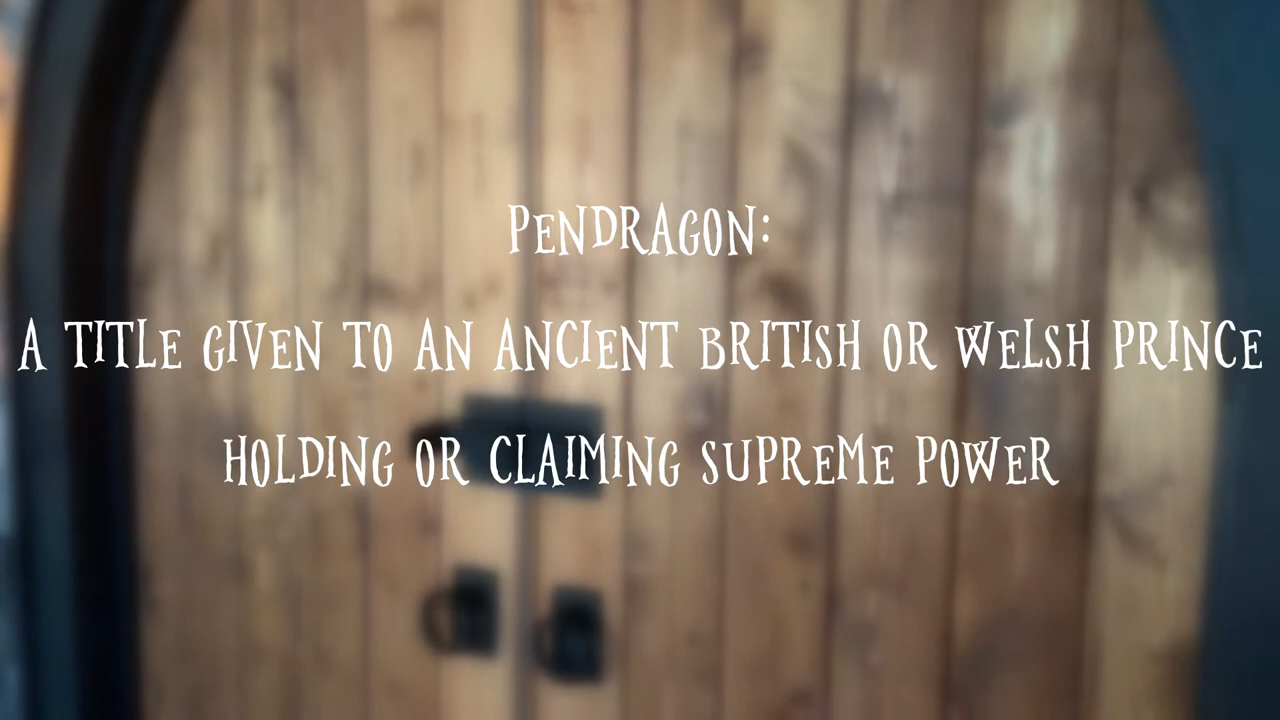 PENDRAGON:
A TITLE GIVEN TO AN ANCIENT BRITISH OR WELSH PRINCE
HOLDING OR CLAIMING SUPREME POWER